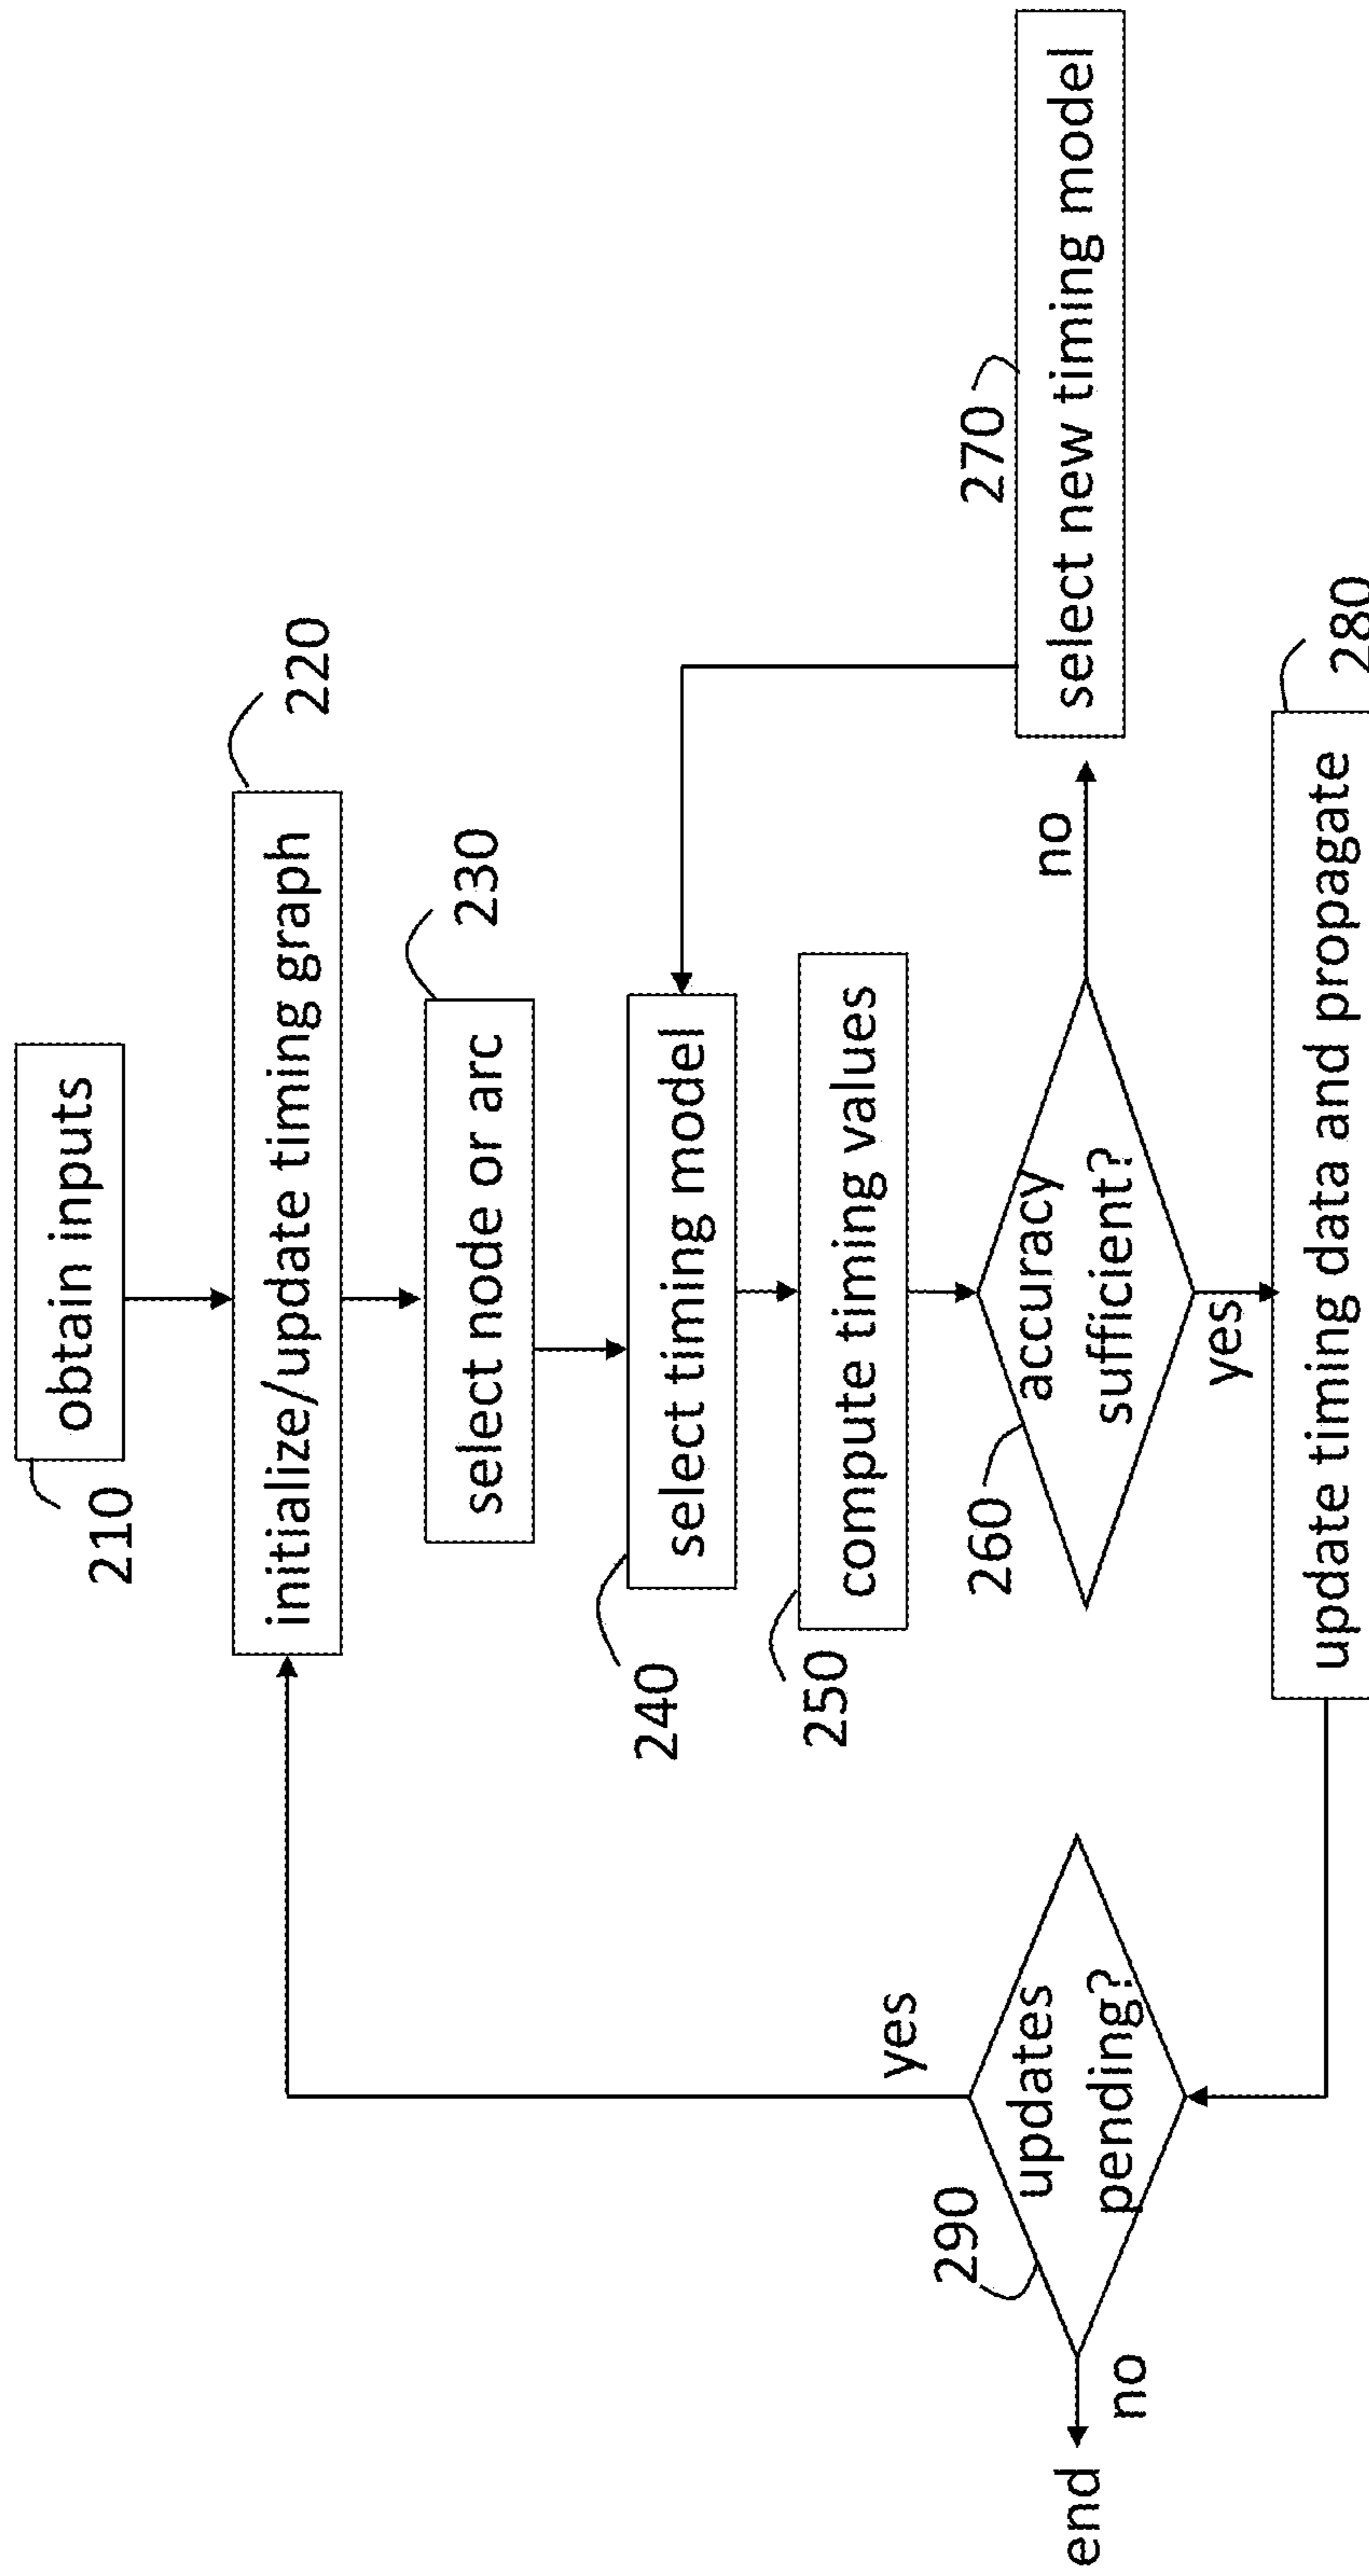 obtain inputs
210
initialize/update timing graph
220
select node or arc
230
select timing model
240
compute timing values
250
accuracy
sufficient?
260
no
select new timing model
270
yes
update timing data and propagate
280
updates
pending?
290
yes
no
end